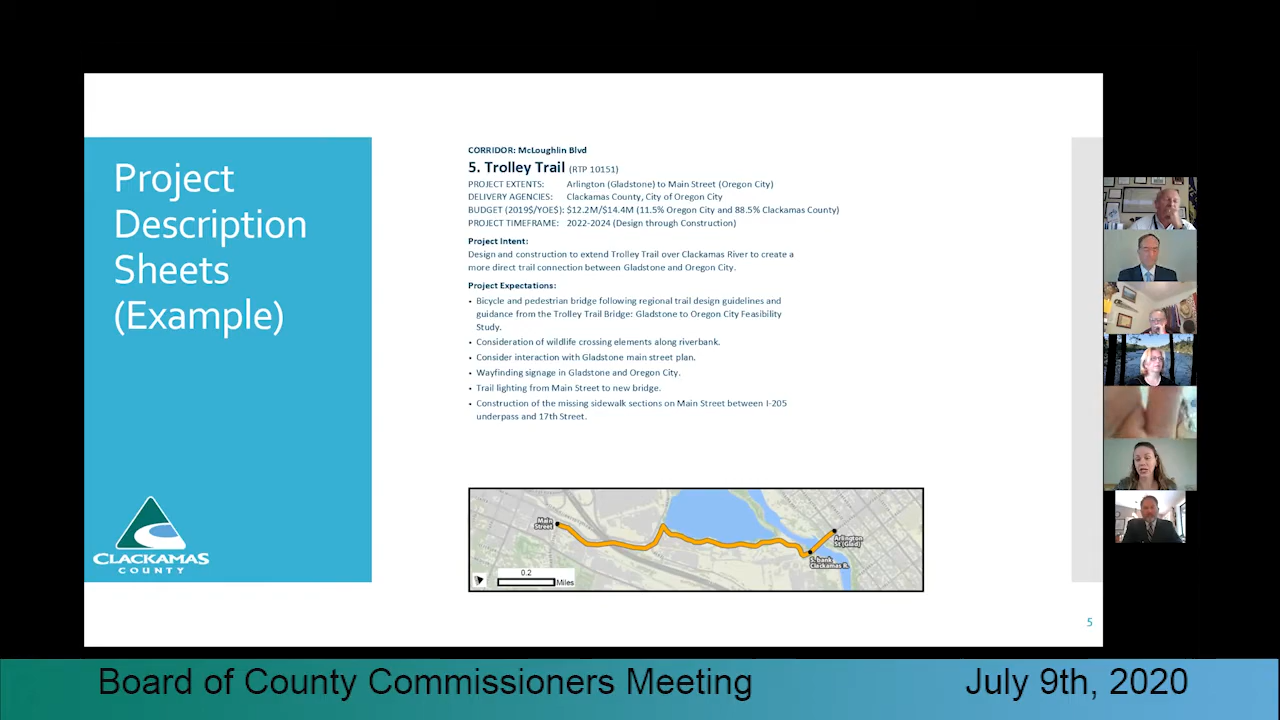 Project
Description
Sheets
(Example)
CLACKAMAS
COUNTY
CORRIDOR: McLoughlin Blvd
5. Trolley Trail (RTP 10151)
PROJECT EXTENTS: Arlington (Gladstone) to Main Street (Oregon City)
DELIVERY AGENCIES: Clackamas County, City of Oregon City
BUDGET (2019$/YOE$): $12.2M/$14.4M (11.5% Oregon City and 88.5% Clackamas County)
PROJECT TIMEFRAME: 2022-2024 (Design through Construction)
Project Intent:
Design and construction to extend Trolley Trail over Clackamas River to create a
more direct trail connection between Gladstone and Oregon City.
Project Expectations:
• Bicycle and pedestrian bridge following regional trail design guidelines and
guidance from the Trolley Trail Bridge: Gladstone to Oregon City Feasibility
Study.
• Consideration of wildlife crossing elements along riverbank.
• Consider interaction with Gladstone main street plan.
• Wayfinding signage in Gladstone and Oregon City.
• Trail lighting from Main Street to new bridge.
• Construction of the missing sidewalk sections on Main Street between I-205
underpass and 17th Street.
Main
Street
Arlington
St (Glad)
S. bank
Clackamas R.
0.2
Miles
5
Board of County Commissioners Meeting July 9th, 2020